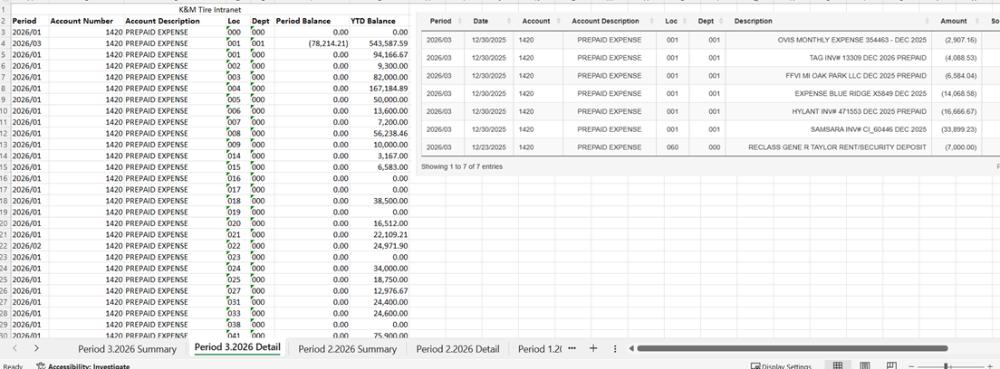 K&M Tire Intranet
Period Account Number Account Description Loc Dept Period Balance YTD Balance
2026/01 1420 PREPAID EXPENSE 000 000 0.00 0.00
2026/03 1420 PREPAID EXPENSE 001 001 (78,214.21) 543,587.59
2026/01 1420 PREPAID EXPENSE 001 000 0.00 94,166.67
2026/01 1420 PREPAID EXPENSE 002 000 0.00 9,300.00
2026/01 1420 PREPAID EXPENSE 003 000 0.00 82,000.00
2026/01 1420 PREPAID EXPENSE 004 000 0.00 167,184.89
2026/01 1420 PREPAID EXPENSE 005 000 0.00 50,000.00
2026/01 1420 PREPAID EXPENSE 006 000 0.00 13,600.00
2026/01 1420 PREPAID EXPENSE 007 000 0.00 7,200.00
2026/01 1420 PREPAID EXPENSE 008 000 0.00 56,238.46
2026/01 1420 PREPAID EXPENSE 009 000 0.00 10,000.00
2026/01 1420 PREPAID EXPENSE 014 000 0.00 3,167.00
2026/01 1420 PREPAID EXPENSE 015 000 0.00 6,583.00
2026/01 1420 PREPAID EXPENSE 016 000 0.00 0.00
2026/01 1420 PREPAID EXPENSE 017 000 0.00 0.00
2026/01 1420 PREPAID EXPENSE 018 000 0.00 38,500.00
2026/01 1420 PREPAID EXPENSE 019 000 0.00 0.00
2026/01 1420 PREPAID EXPENSE 020 000 0.00 16,512.00
2026/01 1420 PREPAID EXPENSE 021 000 0.00 22,109.21
2026/02 1420 PREPAID EXPENSE 022 000 0.00 24,971.90
2026/01 1420 PREPAID EXPENSE 023 000 0.00 0.00
2026/01 1420 PREPAID EXPENSE 024 000 0.00 34,000.00
2026/01 1420 PREPAID EXPENSE 025 000 0.00 18,750.00
2026/01 1420 PREPAID EXPENSE 027 000 0.00 12,976.67
2026/01 1420 PREPAID EXPENSE 031 000 0.00 24,400.00
2026/01 1420 PREPAID EXPENSE 033 000 0.00 24,600.00
2026/01 1420 PREPAID EXPENSE 038 000 0.00 0.00
2026/01 1420 PREPAID EXPENSE 041 000 0.00 75,900.00
Period Date Account Account Description Loc Dept Description Amount So
2026/03 12/30/2025 1420 PREPAID EXPENSE 001 001 OVIS MONTHLY EXPENSE 354463 - DEC 2025 (2,907.16)
2026/03 12/30/2025 1420 PREPAID EXPENSE 001 001 TAG INV# 13309 DEC 2026 PREPAID (4,088.53)
2026/03 12/30/2025 1420 PREPAID EXPENSE 001 001 FFVI MI OAK PARK LLC DEC 2025 (6,584.04)
2026/03 12/30/2025 1420 PREPAID EXPENSE 001 001 EXPENSE BLUE RIDGE X5849 DEC 2025 (14,068.58)
2026/03 12/30/2025 1420 PREPAID EXPENSE 001 001 HYLANT INV# 471553 DEC 2025 PREPAID (16,666.67)
2026/03 12/30/2025 1420 PREPAID EXPENSE 001 001 SAMSARA INV# CI_60446 DEC 2025 (33,899.23)
2026/03 12/23/2025 1420 PREPAID EXPENSE 060 000 RECLASS GENE R TAYLOR RENT/SECURITY DEPOSIT (7,000.00)
Showing 1 to 7 of 7 entries
Period 3.2026 Summary Period 3.2026 Detail Period 2.2026 Summary Period 2.2026 Detail Period 1.20
Ready Accessibility: Investigate Display Settings